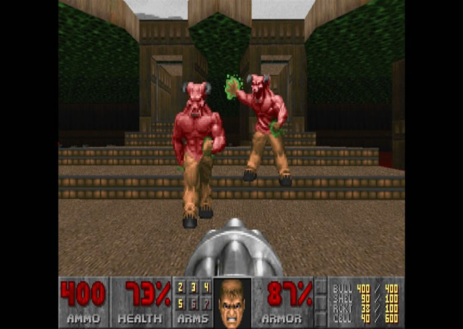 400
AMMO
73%
HEALTH
2 3 4
5 6 7
ARMS
87%
ARMOR
BULL 400 / 400
SHEL 90 / 100
RCKT 38 / 100
CELL 40 / 600